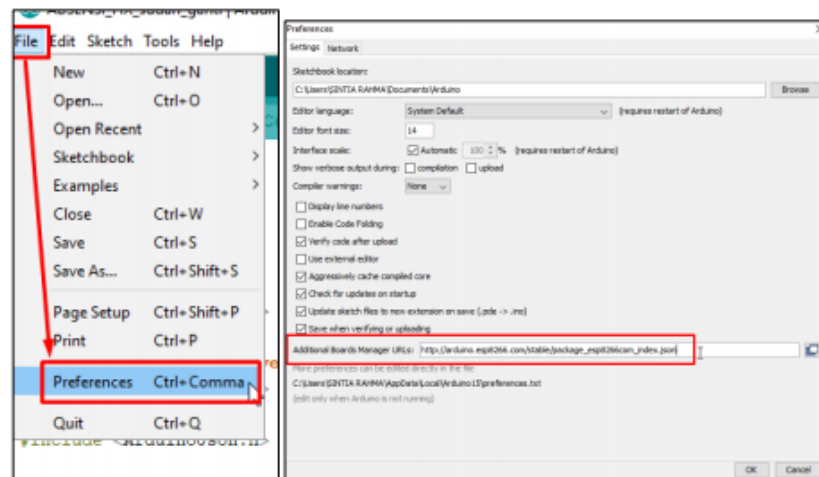 File Edit Sketch Tools Help
New Ctrl+N
Open... Ctrl+O
Open Recent >
Sketchbook >
Examples >
Close Ctrl+W
Save Ctrl+S
Save As... Ctrl+Shift+S
Page Setup Ctrl+Shift+P
Print Ctrl+P
Preferences Ctrl+Comma
Quit Ctrl+Q
#include <ArduinoJson.h>
Preferences
Settings Network
Sketchbook location:
C:\Users\SINTIA RAHMA\Documents\Arduino Browse
Editor language: System Default (requires restart of Arduino)
Editor font size: 14
Interface scale: Automatic 100 % (requires restart of Arduino)
Show verbose output during: compilation upload
Compiler warnings: None
Display line numbers
Enable Code Folding
Verify code after upload
Use external editor
Aggressively cache compiled core
Check for updates on startup
Update sketch files to new extension on save (.pde -> .ino)
Save when verifying or uploading
Additional Boards Manager URLs: http://arduino.esp8266.com/stable/package_esp8266com_index.json
More preferences can be edited directly in the file
C:\Users\SINTIA RAHMA\AppData\Local\Arduino15\preferences.txt
(edit only when Arduino is not running)
OK Cancel